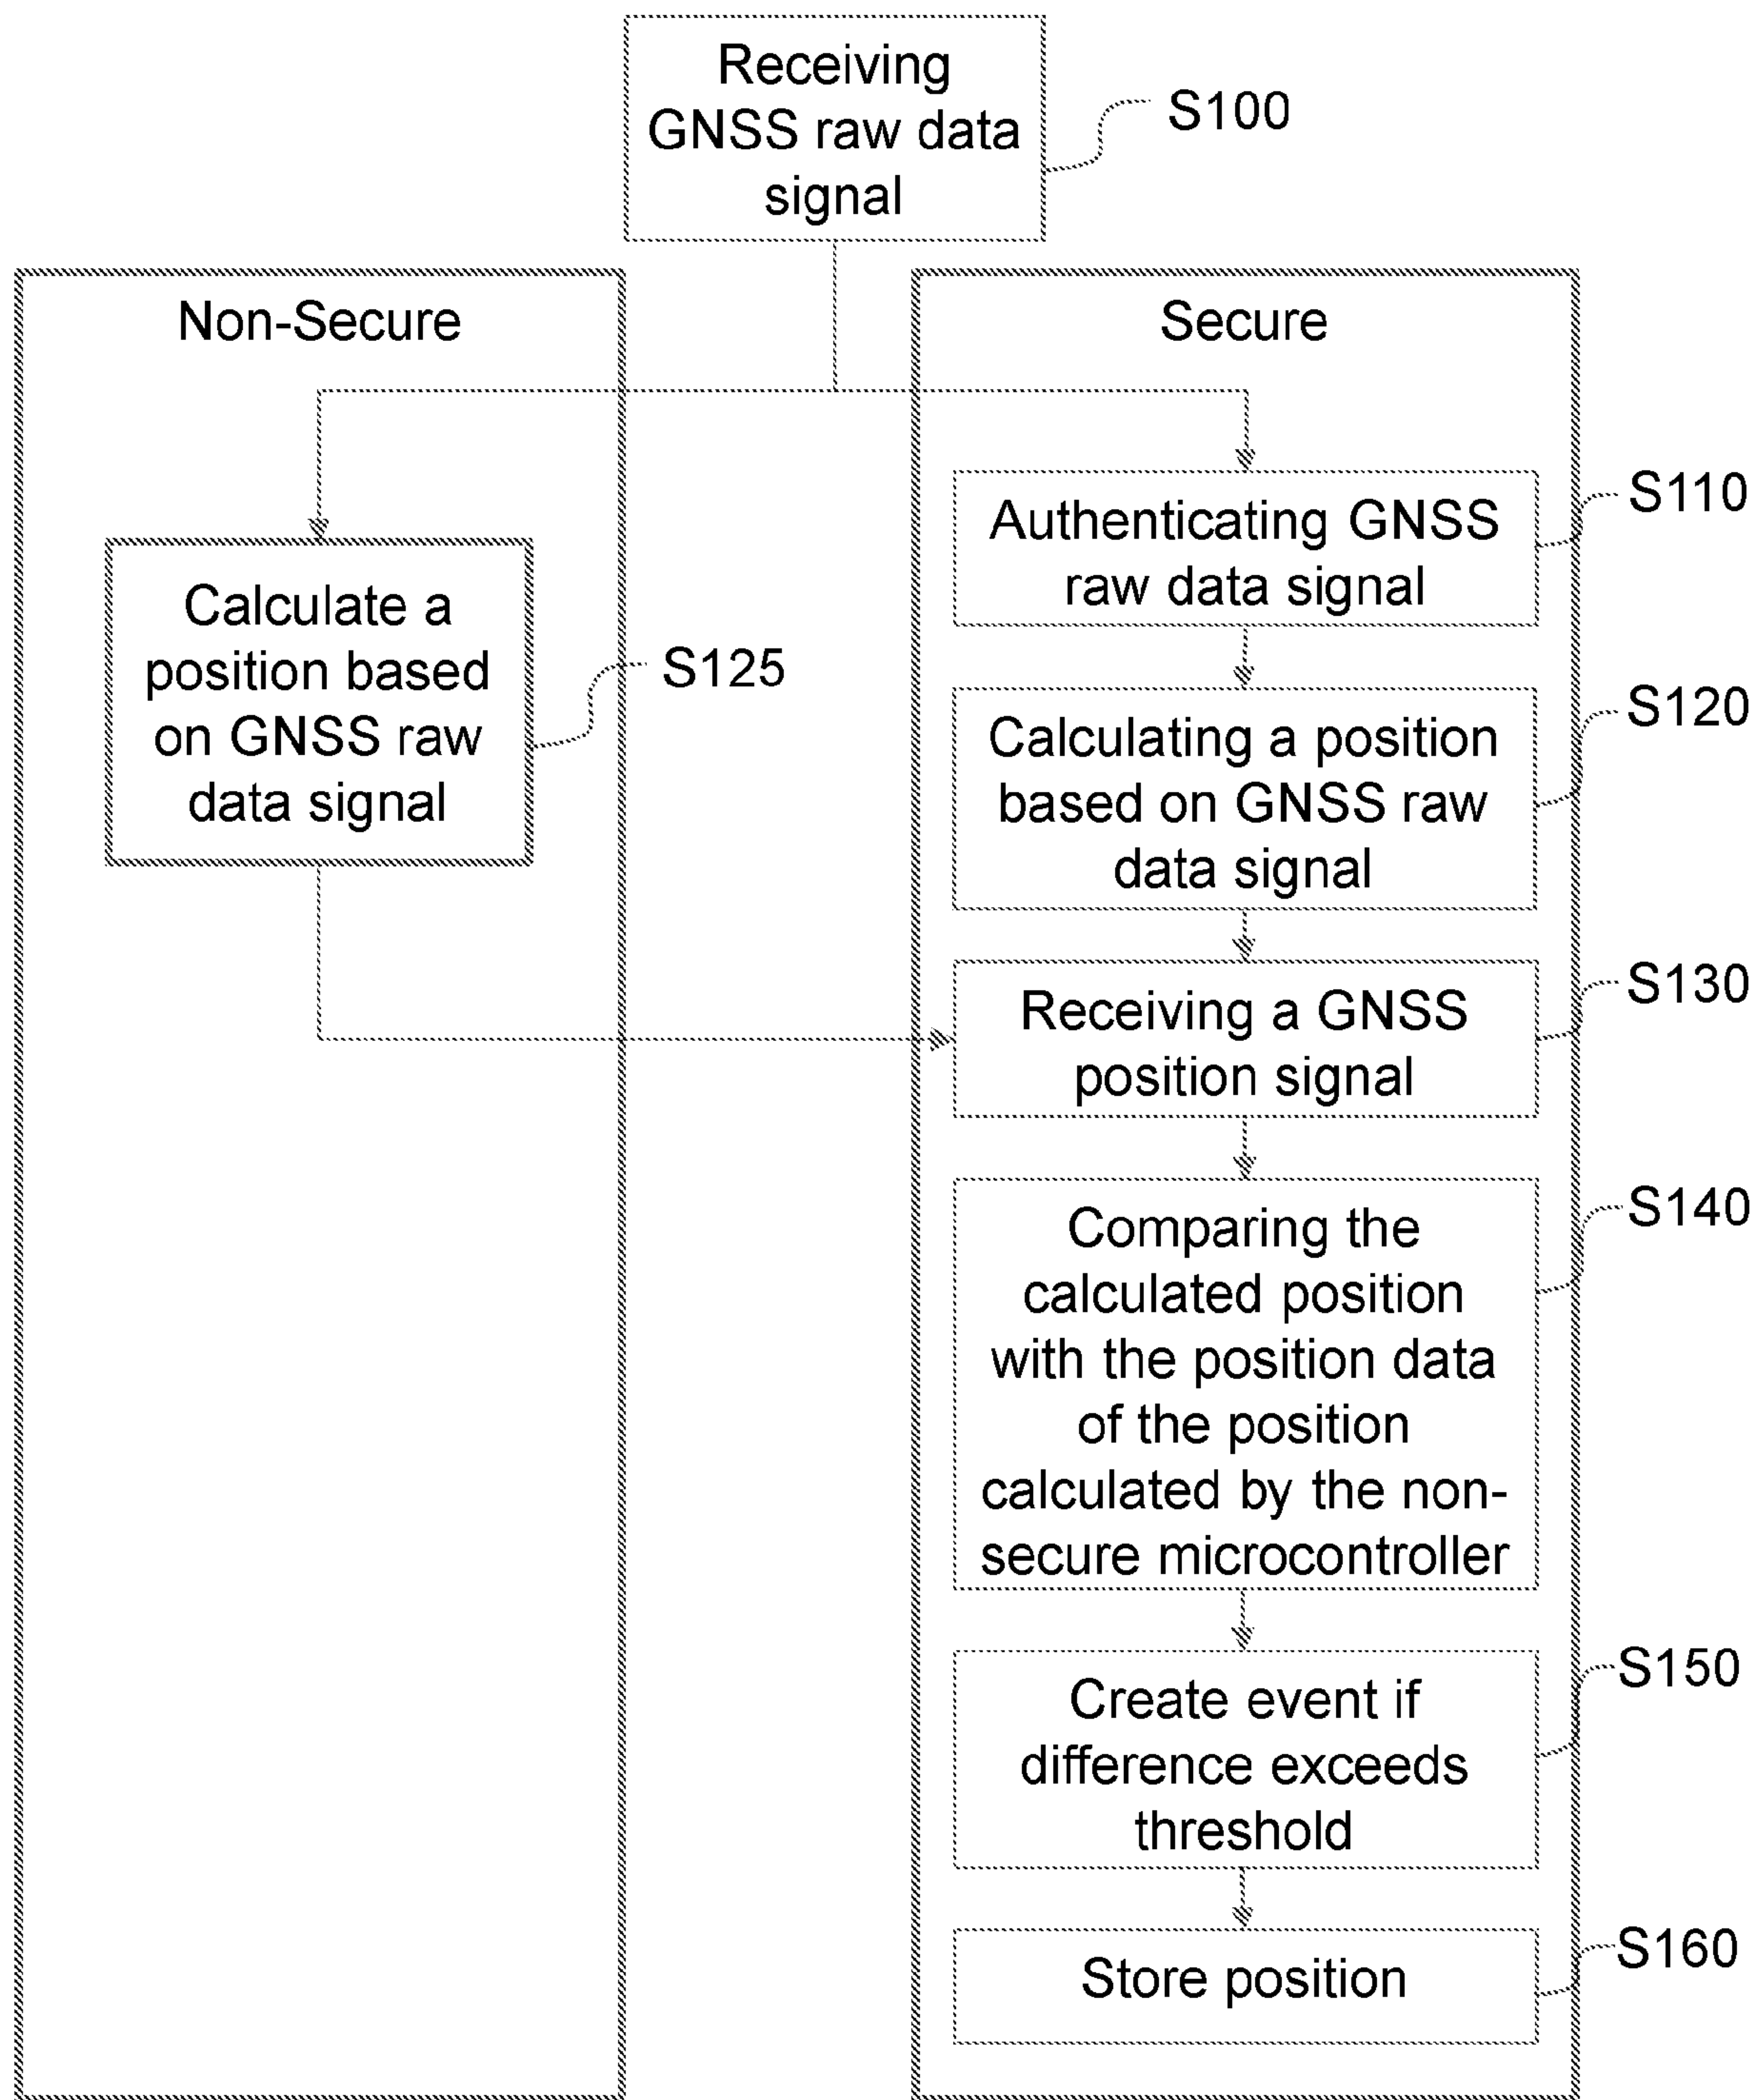 Receiving
GNSS raw data
signal
S100
Non-Secure
Secure
Calculate a
position based
on GNSS raw
data signal
S125
Authenticating GNSS
raw data signal
S110
Calculating a position
based on GNSS raw
data signal
S120
Receiving a GNSS
position signal
S130
Comparing the
calculated position
with the position data
of the position
calculated by the non-
secure microcontroller
S140
Create event if
difference exceeds
threshold
S150
Store position
S160